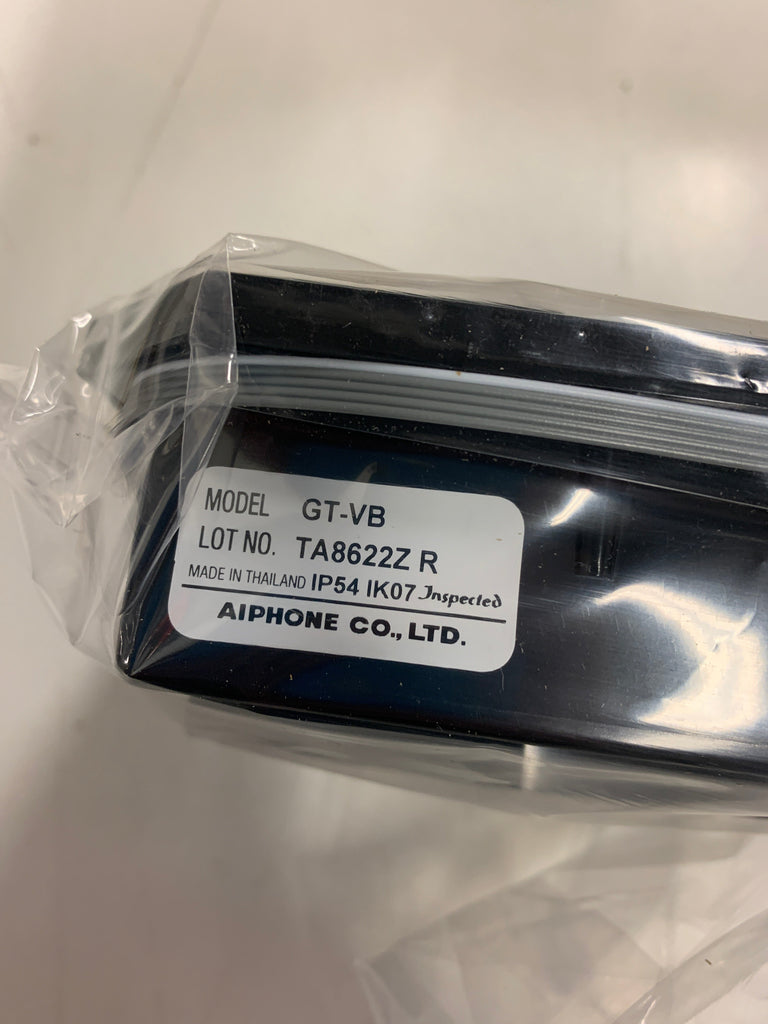 MODEL GT-VB
LOT NO. TA8622Z R
MADE IN THAILAND IP54 IK07 Inspected
AIPHONE CO., LTD.